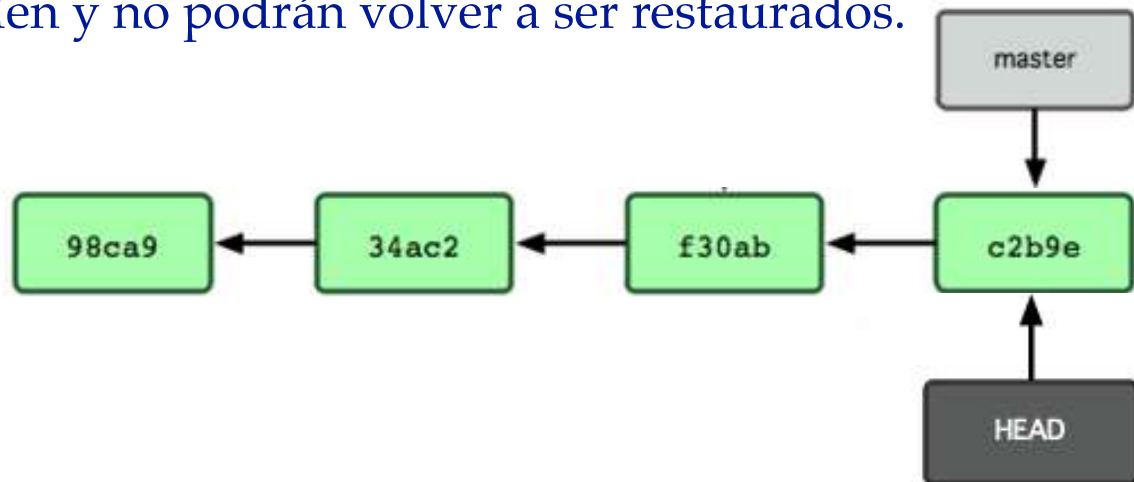 en y no podrán volver a ser restaurados.
master
98ca9 34ac2 f30ab c2b9e
HEAD